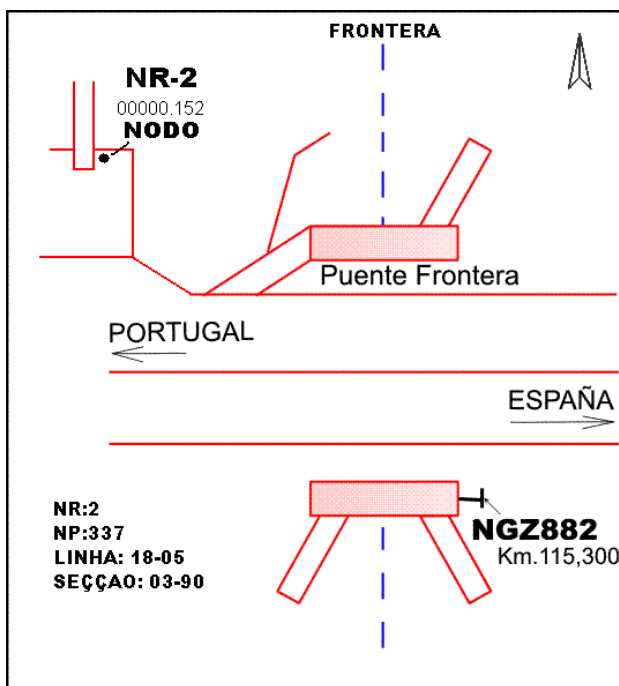 FRONTERA
NR-2
00000.152
NODO
Puente Frontera
PORTUGAL
ESPAÑA
NR:2
NP:337
LINHA: 18-05
SEÇÇAO: 03-90
NGZ882
Km.115,300